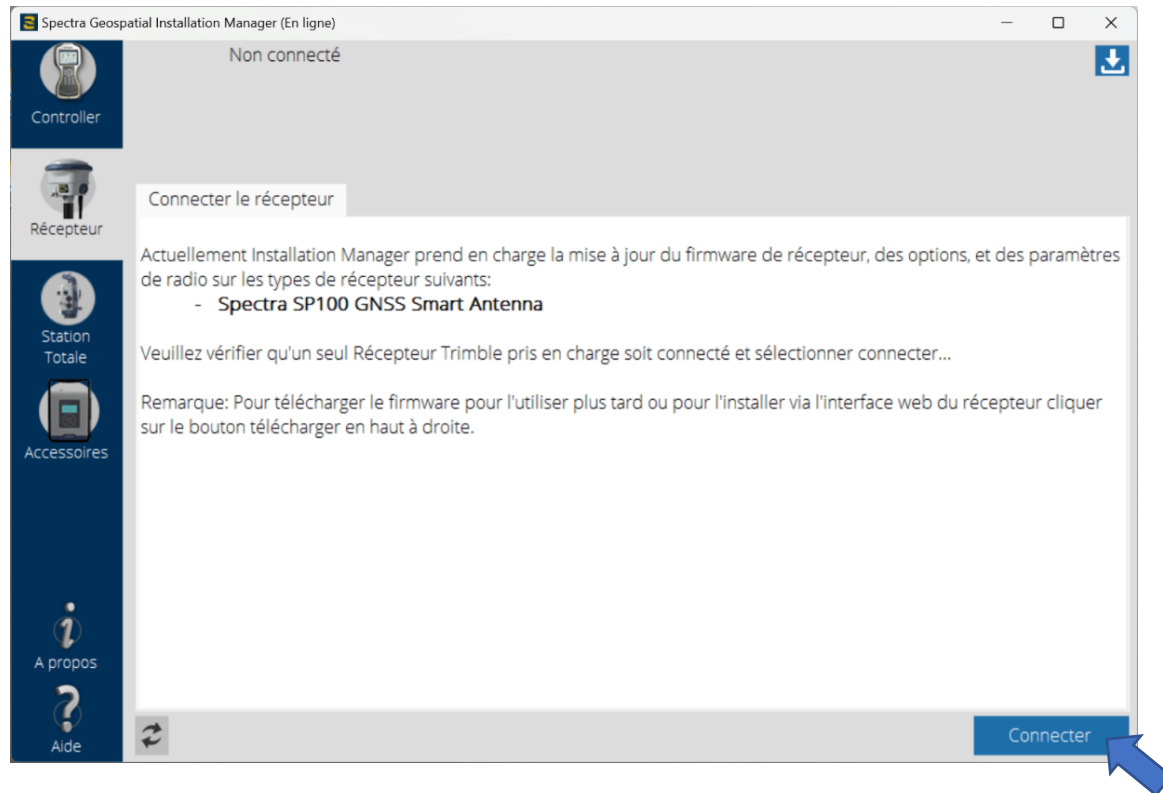 Spectra Geospatial Installation Manager (En ligne)
Non connecté
Controller
Récepteur
Station
Totale
Accessoires
A propos
Aide
Connecter le récepteur
Actuellement Installation Manager prend en charge la mise à jour du firmware de récepteur, des options, et des paramètres
de radio sur les types de récepteur suivants:
- Spectra SP100 GNSS Smart Antenna
Veuillez vérifier qu'un seul Récepteur Trimble pris en charge soit connecté et sélectionner connecter...
Remarque: Pour télécharger le firmware pour l'utiliser plus tard ou pour l'installer via l'interface web du récepteur cliquer
sur le bouton télécharger en haut à droite.
Connecter